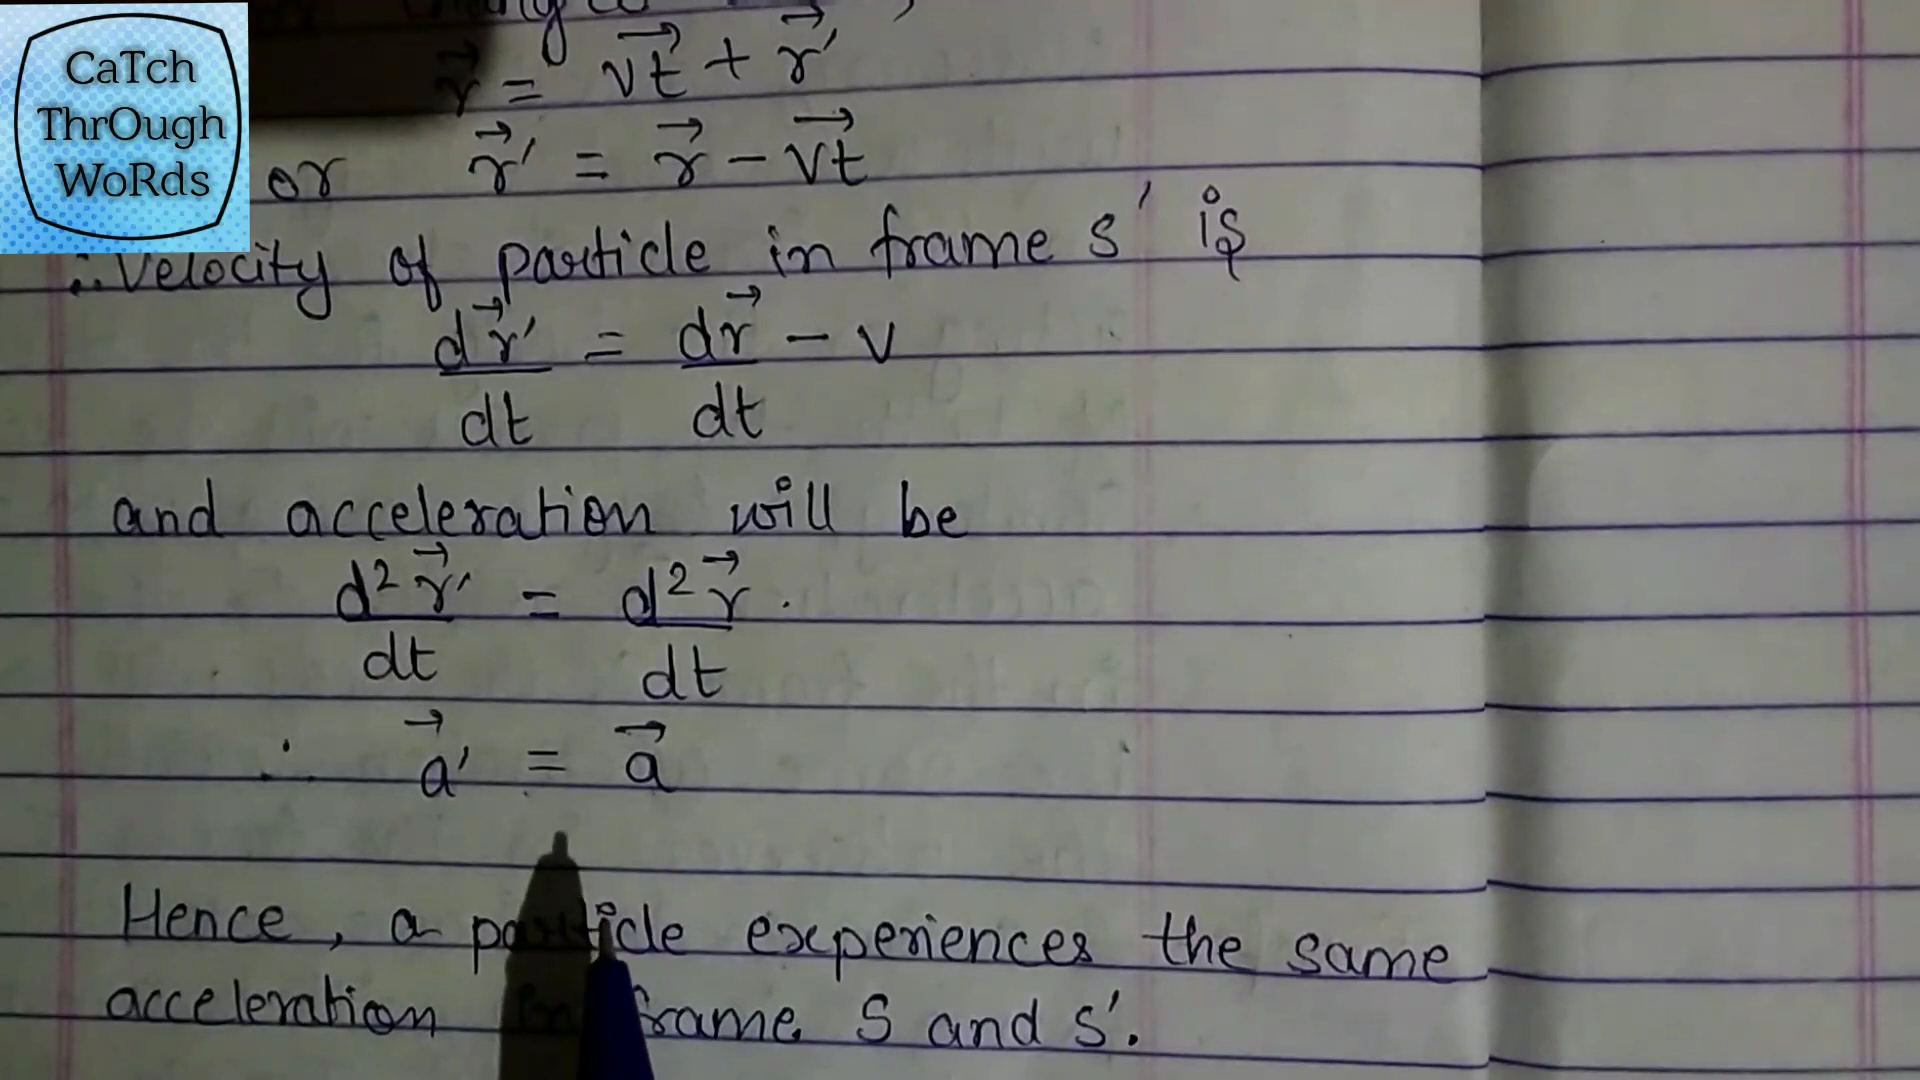 CaTch
ThrOugh
WoRds
r⃗ = v⃗t + r⃗′
or r⃗′ = r⃗ − v⃗t
∴ Velocity of particle in frame s′ is
dr⃗′/dt = dr⃗/dt − v
and acceleration will be
d²r⃗′/dt = d²r⃗/dt .
∴ a⃗′ = a⃗
Hence, a particle experiences the same
acceleration in frame S and s′.